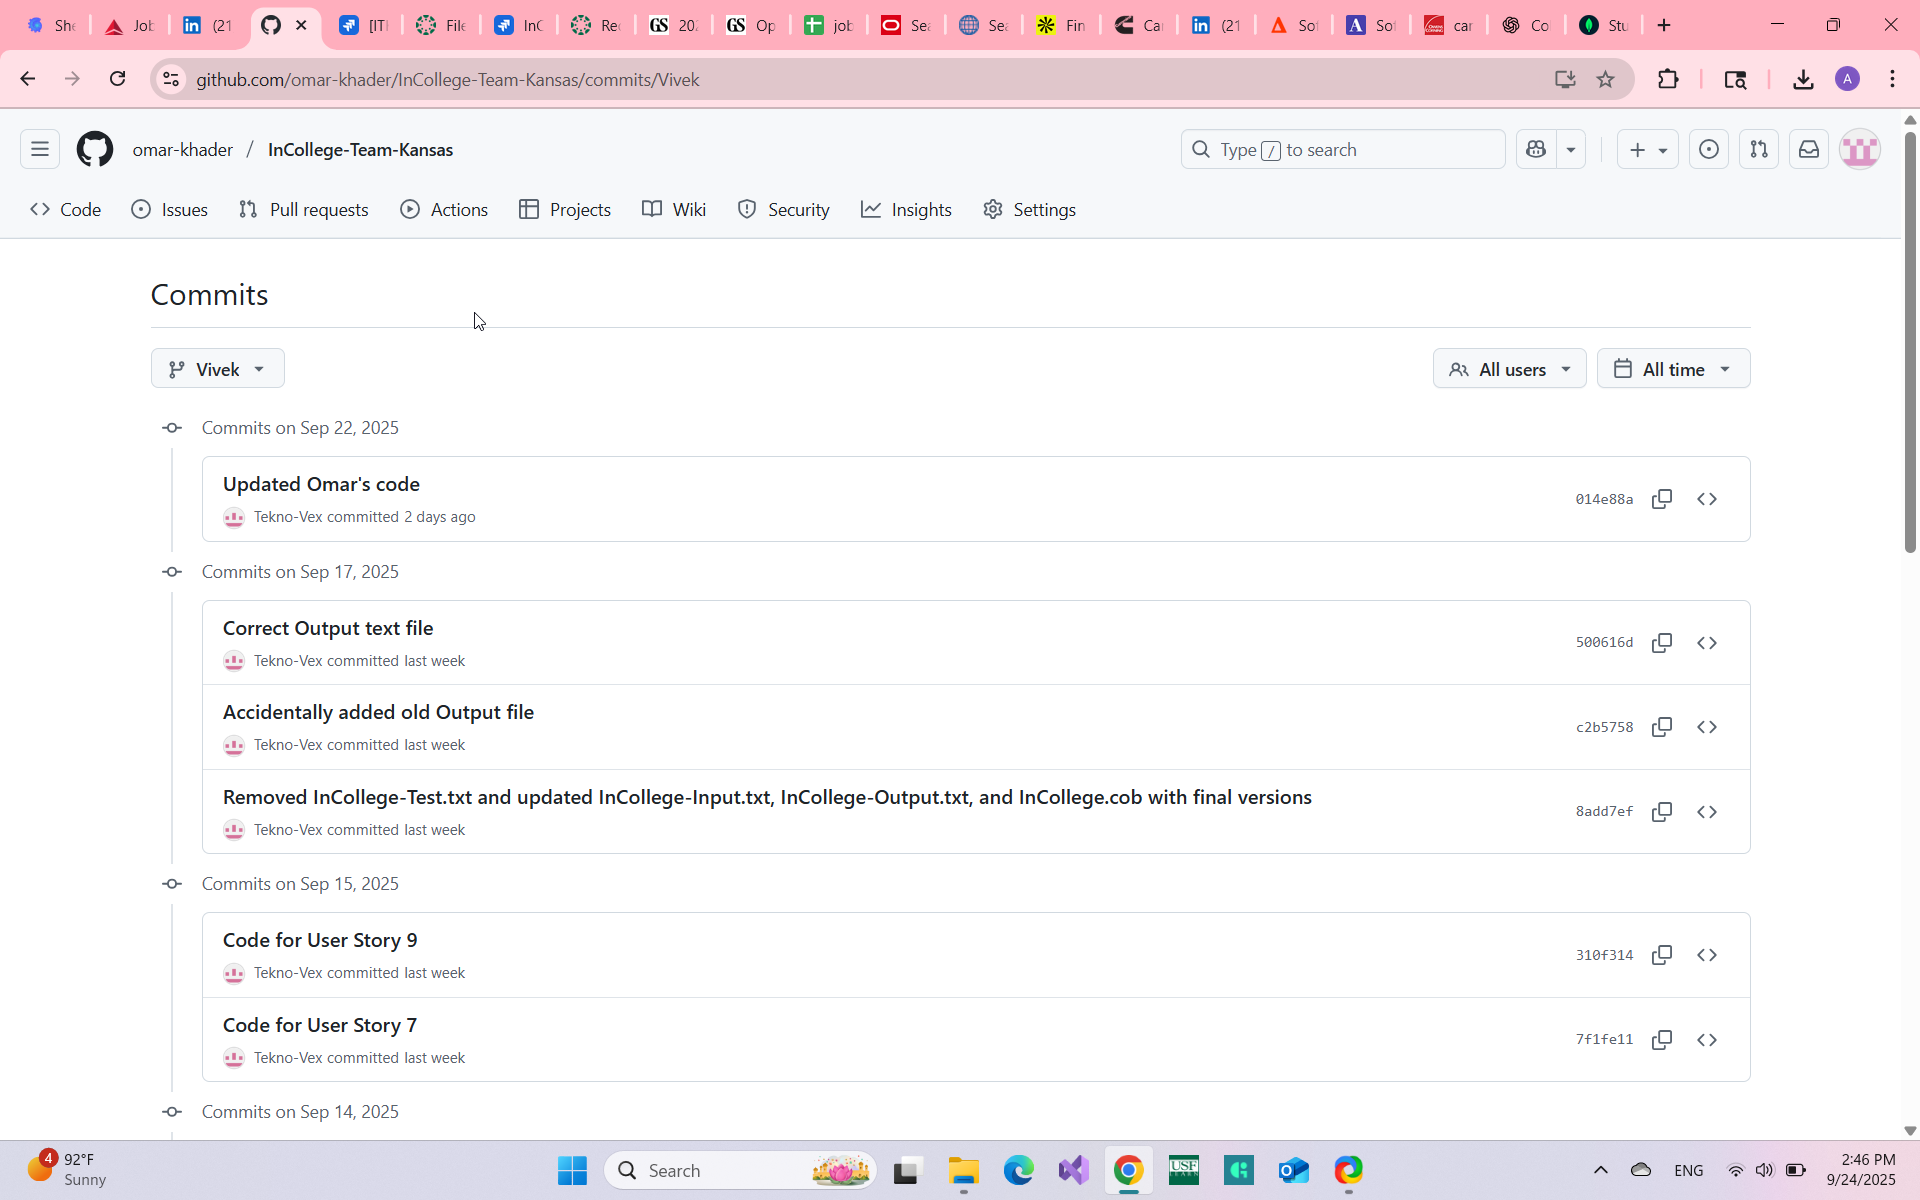 She
Job
(21
[IT
File
InC
Re
GS
202
GS
Op
job
Sea
Sea
Fin
Ca
(21
Sof
A
Sof
car
Co
Stu
github.com/omar-khader/InCollege-Team-Kansas/commits/Vivek
A
omar-khader / InCollege-Team-Kansas
Type / to search
Code
Issues
Pull requests
Actions
Projects
Wiki
Security
Insights
Settings
Commits
Vivek
All users
All time
Commits on Sep 22, 2025
Updated Omar's code
Tekno-Vex committed 2 days ago
014e88a
Commits on Sep 17, 2025
Correct Output text file
Tekno-Vex committed last week
500616d
Accidentally added old Output file
Tekno-Vex committed last week
c2b5758
Removed InCollege-Test.txt and updated InCollege-Input.txt, InCollege-Output.txt, and InCollege.cob with final versions
Tekno-Vex committed last week
8add7ef
Commits on Sep 15, 2025
Code for User Story 9
Tekno-Vex committed last week
310f314
Code for User Story 7
Tekno-Vex committed last week
7f1fe11
Commits on Sep 14, 2025
4
92°F
Sunny
Search
USF
ENG
2:46 PM
9/24/2025